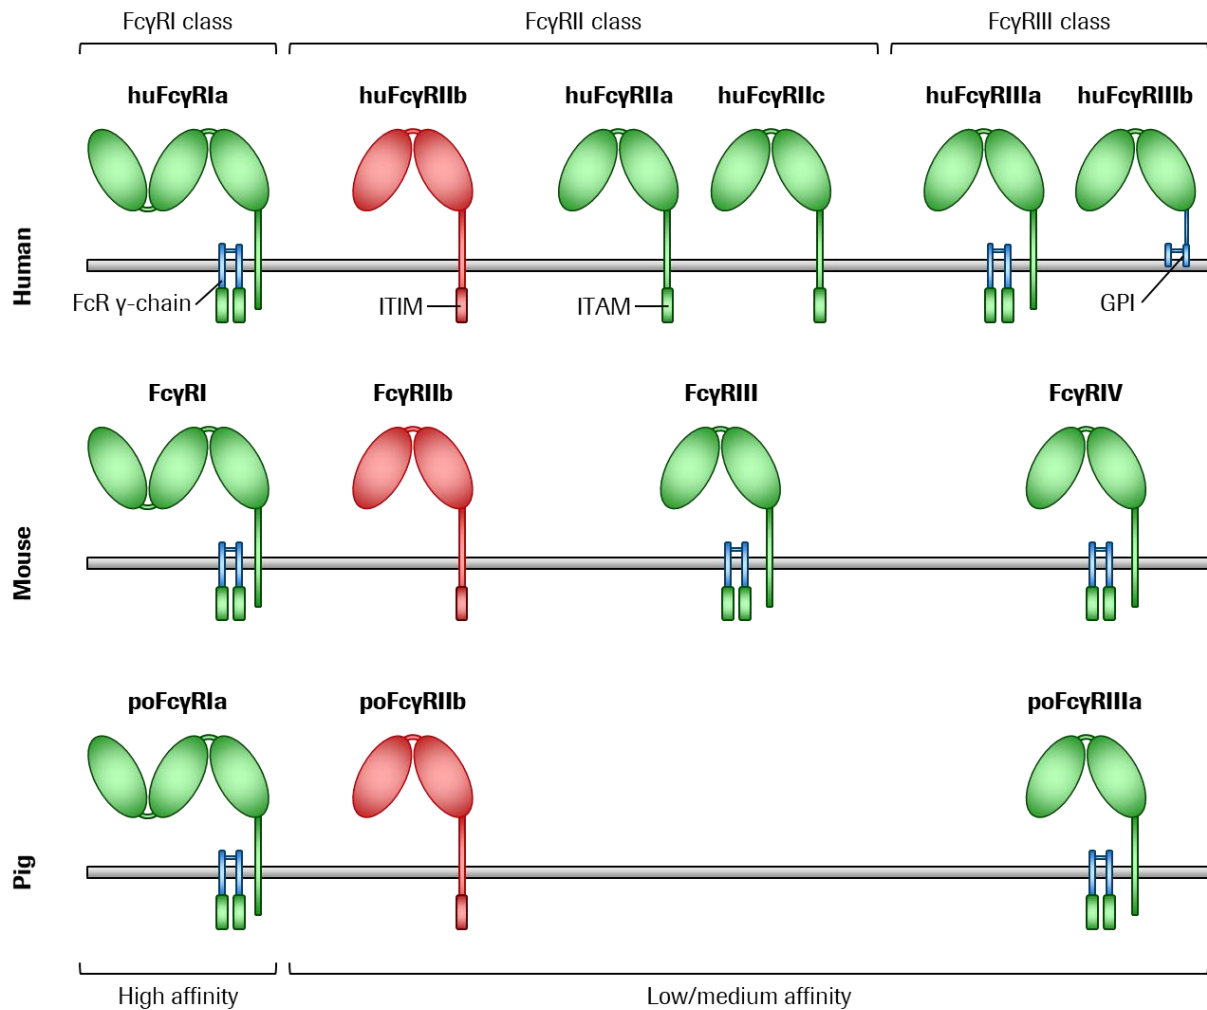 FcγRI class
FcγRII class
FcγRIII class
huFcγRIa
huFcγRIIb
huFcγRIIa
huFcγRIIc
huFcγRIIIa
huFcγRIIIb
Human
FcR γ-chain
ITIM
ITAM
GPI
FcγRI
FcγRIIb
FcγRIII
FcγRIV
Mouse
poFcγRIa
poFcγRIIb
poFcγRIIIa
Pig
High affinity
Low/medium affinity